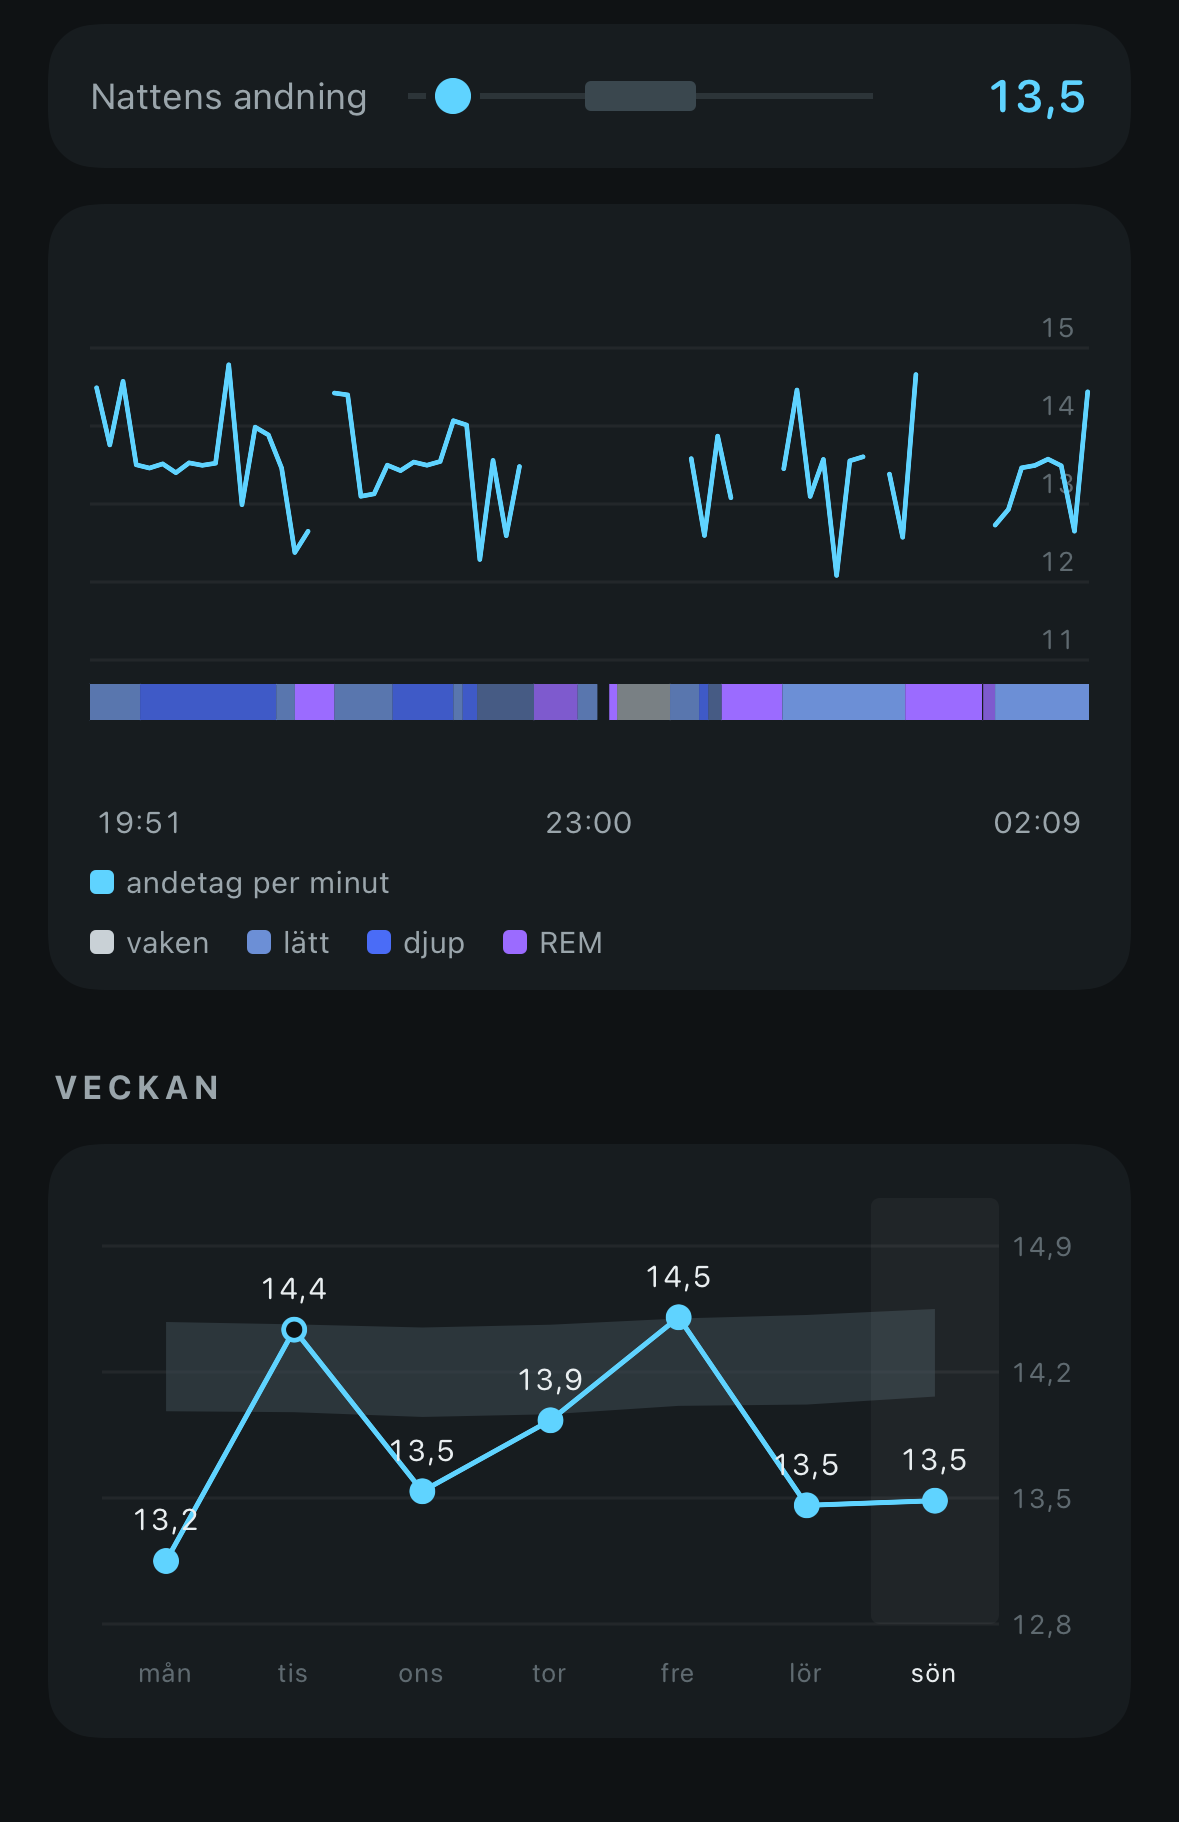 Nattens andning 13,5
15
14
13
12
11
19:51 23:00 02:09
andetag per minut
vaken lätt djup REM
VECKAN
14,9
14,4 14,5
14,2
13,9
13,5 13,5 13,5
13,5
13,2
12,8
mån tis ons tor fre lör sön